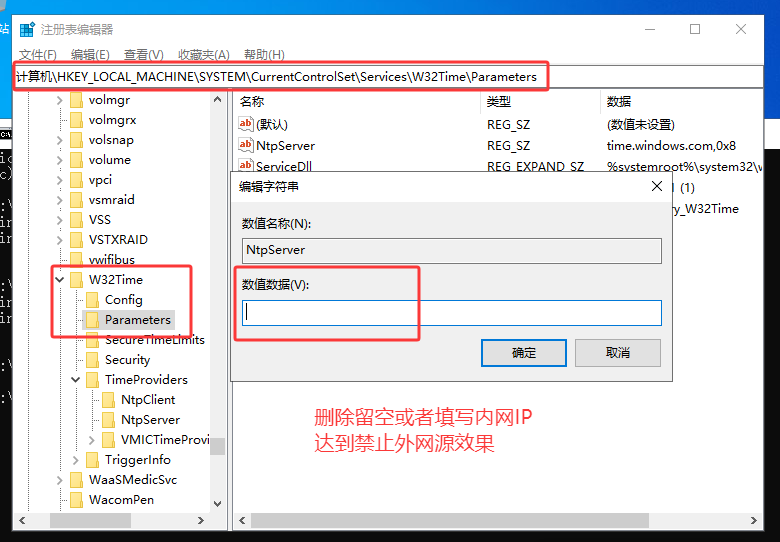 站
注册表编辑器
文件(F) 编辑(E) 查看(V) 收藏夹(A) 帮助(H)
计算机\HKEY_LOCAL_MACHINE\SYSTEM\CurrentControlSet\Services\W32Time\Parameters
volmgr
volmgrx
volsnap
volume
vpci
vsmraid
VSS
VSTXRAID
vwifibus
W32Time
Config
Parameters
SecureTimeLimits
Security
TimeProviders
NtpClient
NtpServer
VMICTimeProvi
TriggerInfo
WaaSMedicSvc
WacomPen
名称 类型 数据
(默认) REG_SZ (数值未设置)
NtpServer REG_SZ time.windows.com,0x8
ServiceDll REG_EXPAND_SZ %systemroot%\system32\
(1)
ry_W32Time
编辑字符串
数值名称(N):
NtpServer
数值数据(V):
确定 取消
删除留空或者填写内网IP
达到禁止外网源效果